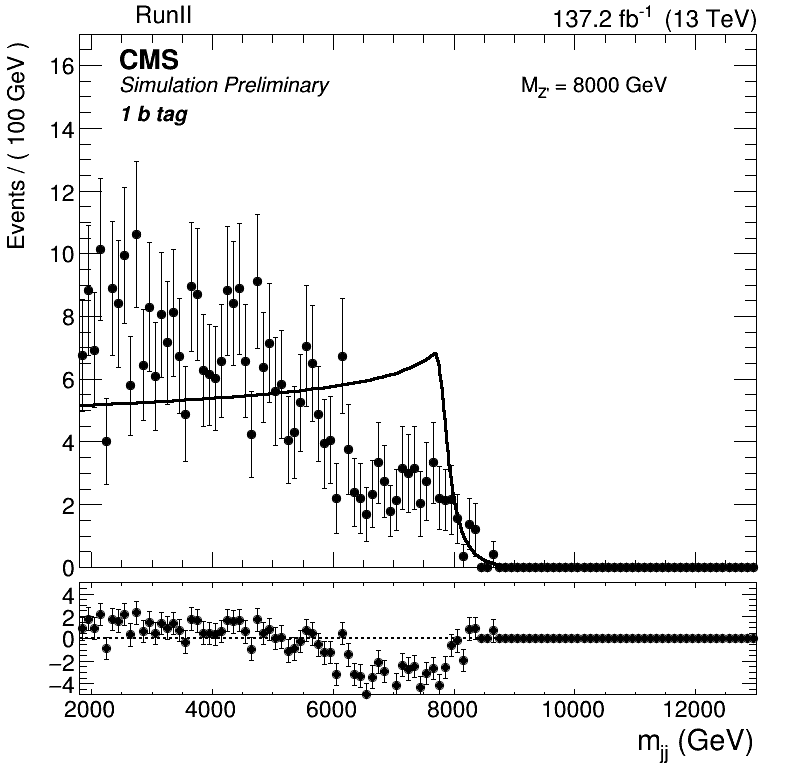 RunII 137.2 fb⁻¹ (13 TeV)
Events / ( 100 GeV )
16
14
12
10
8
6
4
2
0
CMS
Simulation Preliminary
1 b tag
M_Z' = 8000 GeV
4
2
0
−2
−4
2000 4000 6000 8000 10000 12000
m_jj (GeV)